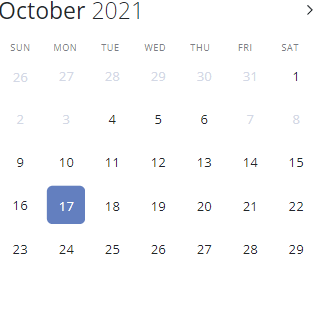 October 2021 >
SUN MON TUE WED THU FRI SAT
26 27 28 29 30 31 1
2 3 4 5 6 7 8
9 10 11 12 13 14 15
16 17 18 19 20 21 22
23 24 25 26 27 28 29